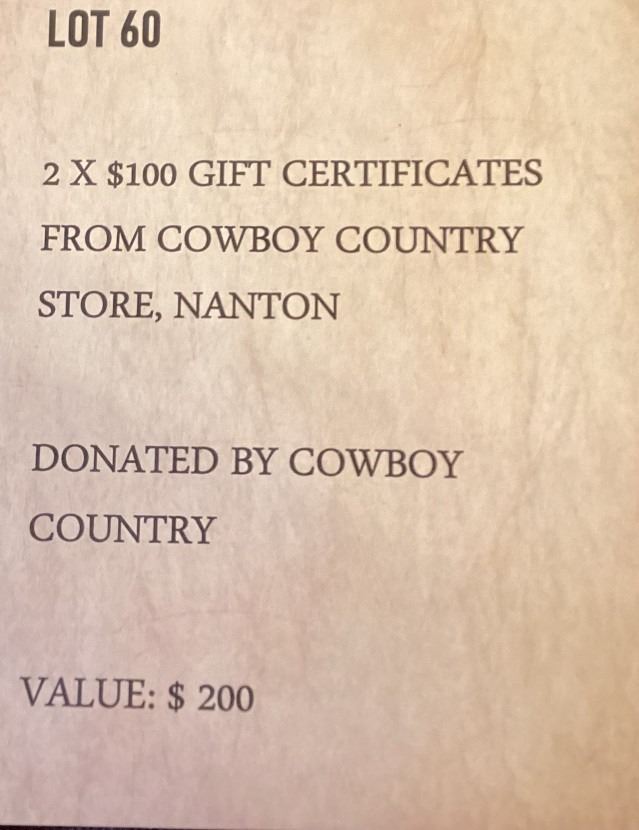 LOT 60
2 X $100 GIFT CERTIFICATES
FROM COWBOY COUNTRY
STORE, NANTON
DONATED BY COWBOY
COUNTRY
VALUE: $ 200